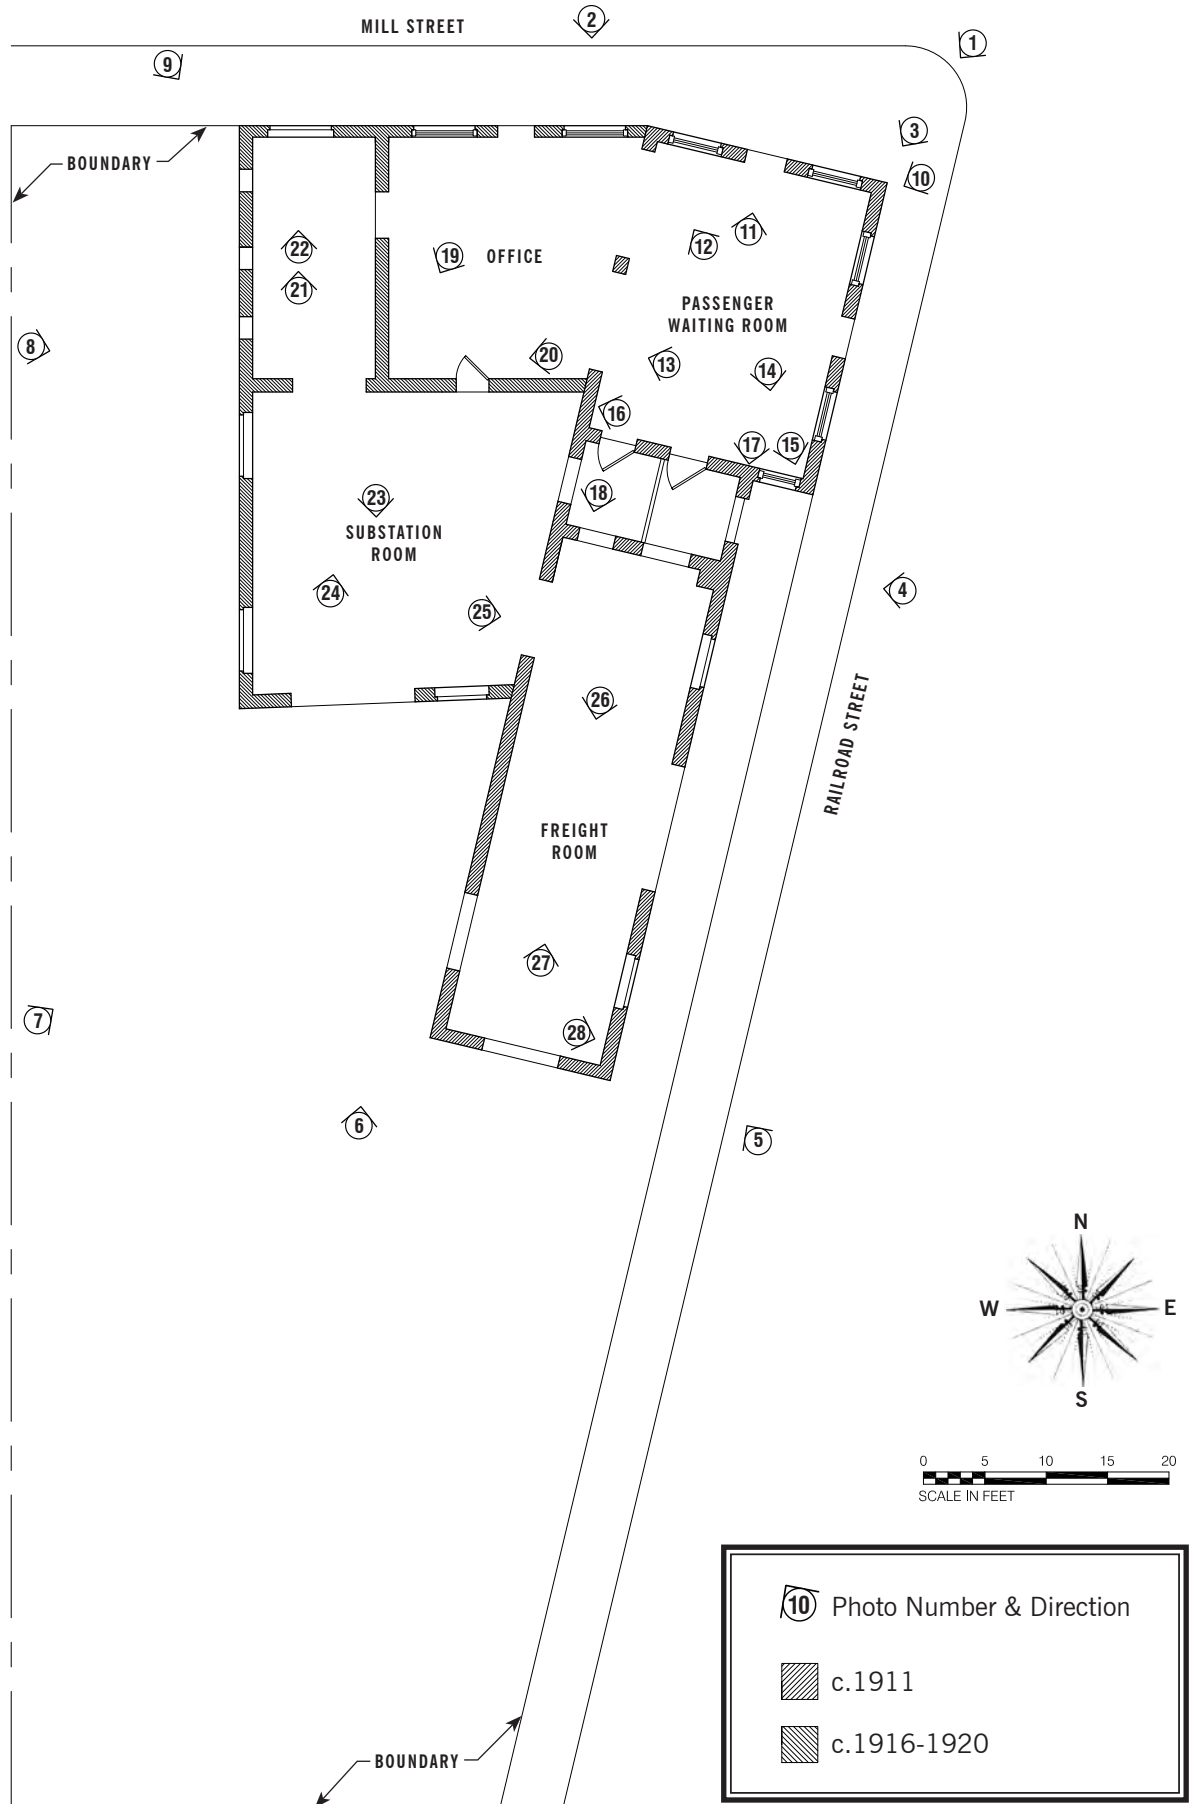 MILL STREET
2
1
9
3
BOUNDARY
10
11
12
22
19
OFFICE
21
PASSENGER
WAITING ROOM
8
20
13
14
16
17
15
18
23
SUBSTATION
ROOM
24
25
4
26
RAILROAD STREET
FREIGHT
ROOM
27
7
28
6
5
N
W
E
S
0 5 10 15 20
SCALE IN FEET
10 Photo Number & Direction
c.1911
c.1916-1920
BOUNDARY